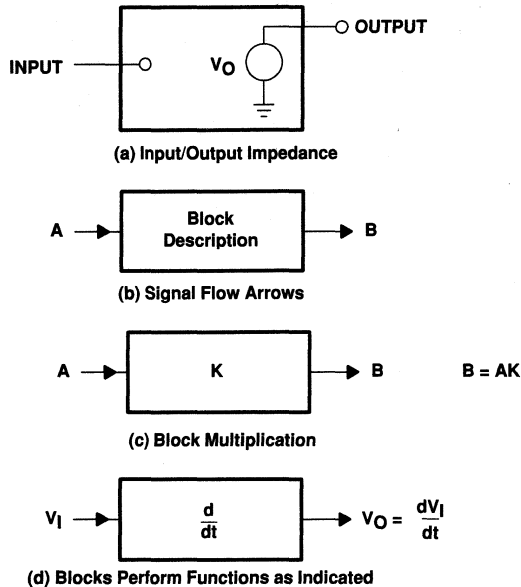 OUTPUT
INPUT
VO
(a) Input/Output Impedance
A
Block
Description
B
(b) Signal Flow Arrows
A
K
B
B = AK
(c) Block Multiplication
VI
d
dt
VO = dVI
dt
(d) Blocks Perform Functions as Indicated